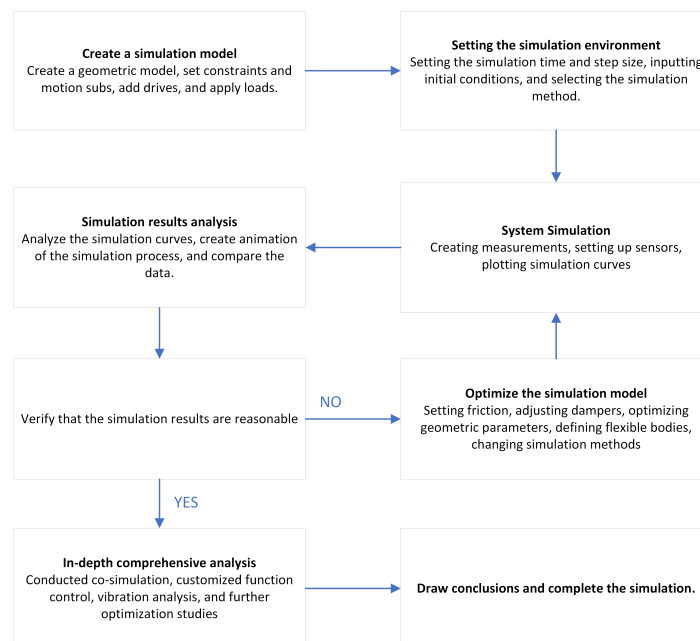 Create a simulation model
Create a geometric model, set constraints and
motion subs, add drives, and apply loads.
Setting the simulation environment
Setting the simulation time and step size, inputting
initial conditions, and selecting the simulation
method.
Simulation results analysis
Analyze the simulation curves, create animation
of the simulation process, and compare the
data.
System Simulation
Creating measurements, setting up sensors,
plotting simulation curves
Verify that the simulation results are reasonable
NO
Optimize the simulation model
Setting friction, adjusting dampers, optimizing
geometric parameters, defining flexible bodies,
changing simulation methods
YES
In-depth comprehensive analysis
Conducted co-simulation, customized function
control, vibration analysis, and further
optimization studies
Draw conclusions and complete the simulation.